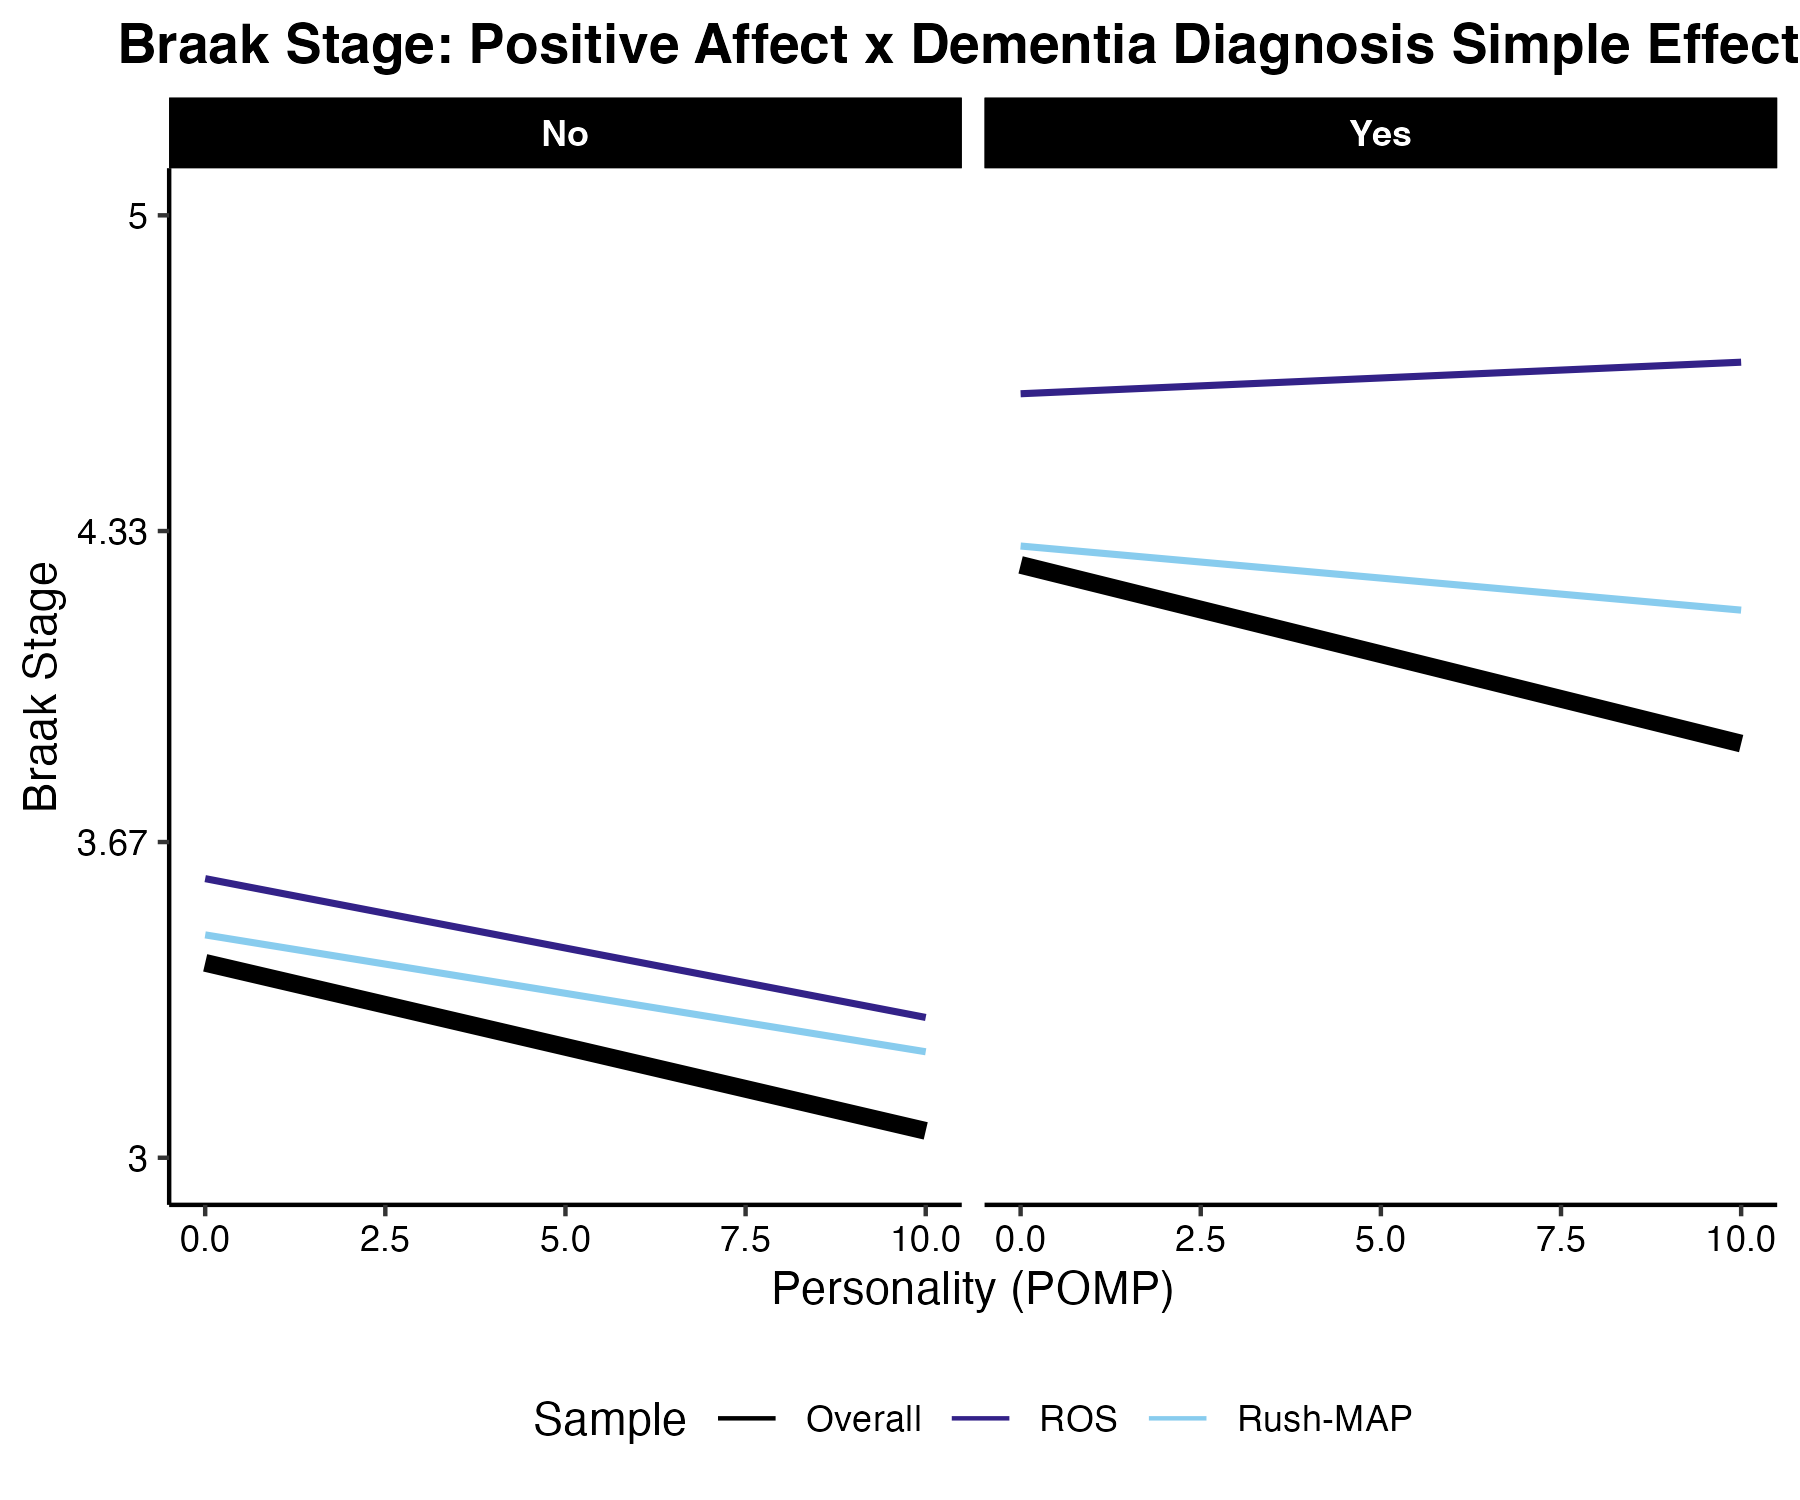 Braak Stage: Positive Affect x Dementia Diagnosis Simple Effect
No
Yes
5
4.33
3.67
3
Braak Stage
0.0 2.5 5.0 7.5 10.0 0.0 2.5 5.0 7.5 10.0
Personality (POMP)
Sample Overall ROS Rush-MAP